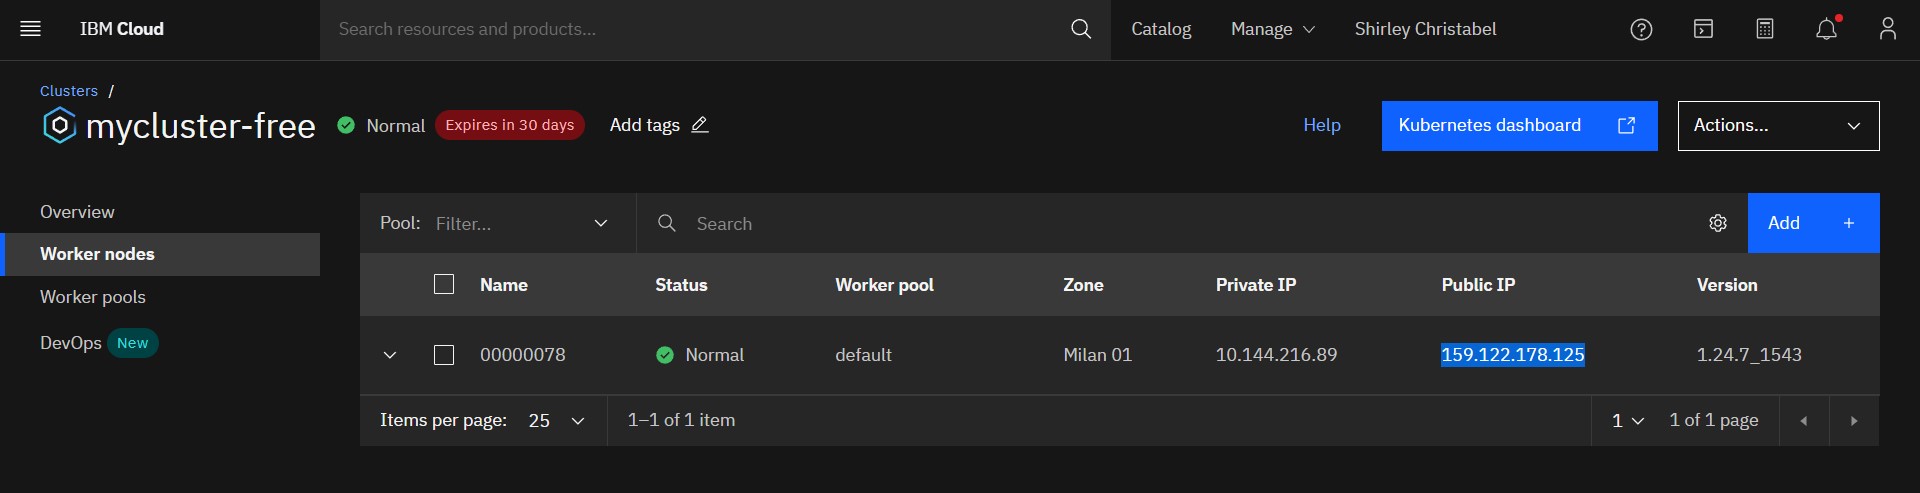 IBM Cloud Search resources and products... Catalog Manage Shirley Christabel
Clusters /
mycluster-free Normal Expires in 30 days Add tags Help Kubernetes dashboard Actions...
Overview
Worker nodes
Worker pools
DevOps New
Pool: Filter... Search Add +
Name Status Worker pool Zone Private IP Public IP Version
00000078 Normal default Milan 01 10.144.216.89 159.122.178.125 1.24.7_1543
Items per page: 25 1–1 of 1 item 1 1 of 1 page